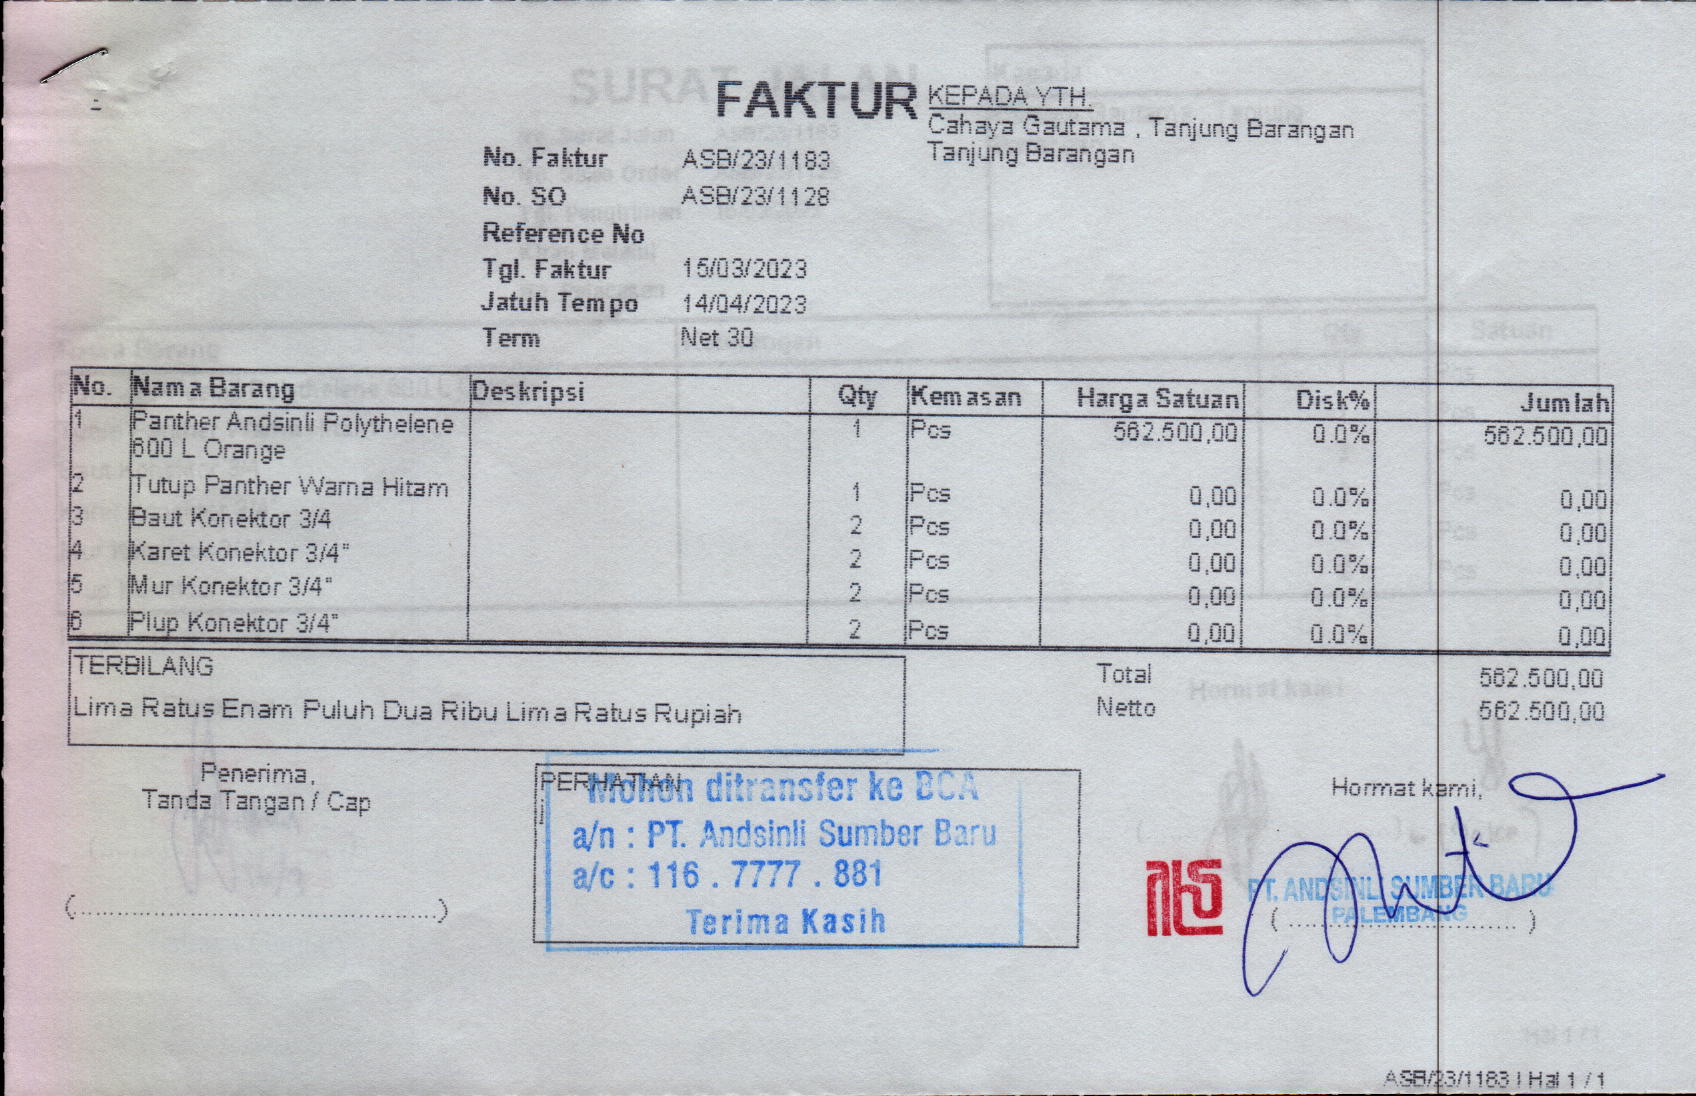 FAKTUR
KEPADA YTH.
Cahaya Gautama , Tanjung Barangan
Tanjung Barangan
No. Faktur ASB/23/1183
No. SO ASB/23/1128
Reference No
Tgl. Faktur 15/03/2023
Jatuh Tempo 14/04/2023
Term Net 30
No. Nama Barang Deskripsi Qty Kemasan Harga Satuan Disk% Jumlah
1 Panther Andsinli Polythelene 1 Pcs 562.500,00 0.0% 562.500,00
600 L Orange
2 Tutup Panther Warna Hitam 1 Pcs 0,00 0.0% 0,00
3 Baut Konektor 3/4 2 Pcs 0,00 0.0% 0,00
4 Karet Konektor 3/4" 2 Pcs 0,00 0.0% 0,00
5 Mur Konektor 3/4" 2 Pcs 0,00 0.0% 0,00
6 Plup Konektor 3/4" 2 Pcs 0,00 0.0% 0,00
TERBILANG
Lima Ratus Enam Puluh Dua Ribu Lima Ratus Rupiah
Total 562.500,00
Netto 562.500,00
Penerima,
Tanda Tangan / Cap
(..................................................)
PERHATIAN
Mohon ditransfer ke BCA
a/n : PT. Andsinli Sumber Baru
a/c : 116 . 7777 . 881
Terima Kasih
Hormat kami,
PT. ANDSINLI SUMBER BARU
PALEMBANG
( ................................ )
ASB/23/1183 | Hal 1 / 1